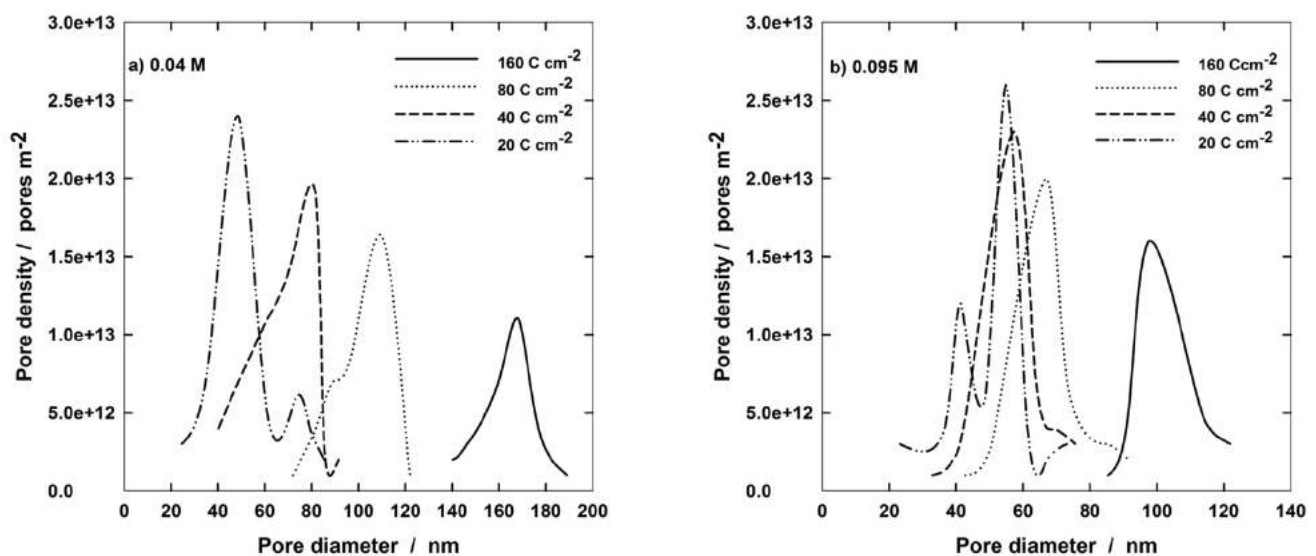 3.0e+13
2.5e+13
2.0e+13
1.5e+13
1.0e+13
5.0e+12
0.0
Pore density / pores m-2
a) 0.04 M
160 C cm-2
80 C cm-2
40 C cm-2
20 C cm-2
0 20 40 60 80 100 120 140 160 180 200
Pore diameter / nm
3.0e+13
2.5e+13
2.0e+13
1.5e+13
1.0e+13
5.0e+12
0.0
Pore density / pores m-2
b) 0.095 M
160 Ccm-2
80 C cm-2
40 C cm-2
20 C cm-2
0 20 40 60 80 100 120 140
Pore diameter / nm